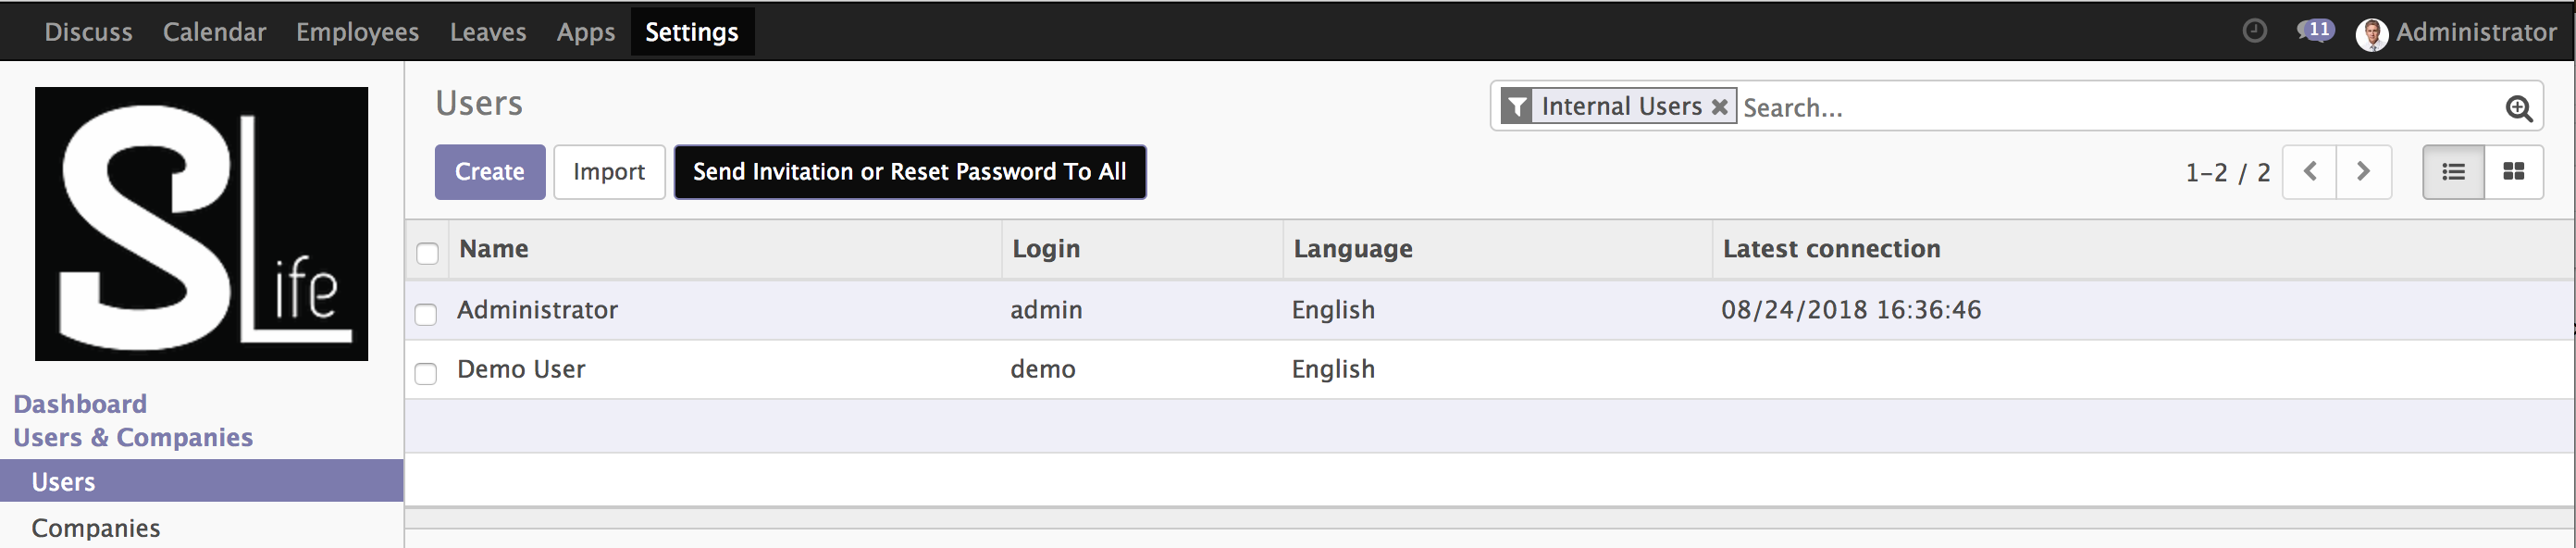 Discuss Calendar Employees Leaves Apps Settings 11 Administrator
SLife
Users
Internal Users Search...
Create Import Send Invitation or Reset Password To All 1-2 / 2
Name Login Language Latest connection
Administrator admin English 08/24/2018 16:36:46
Demo User demo English
Dashboard
Users & Companies
Users
Companies